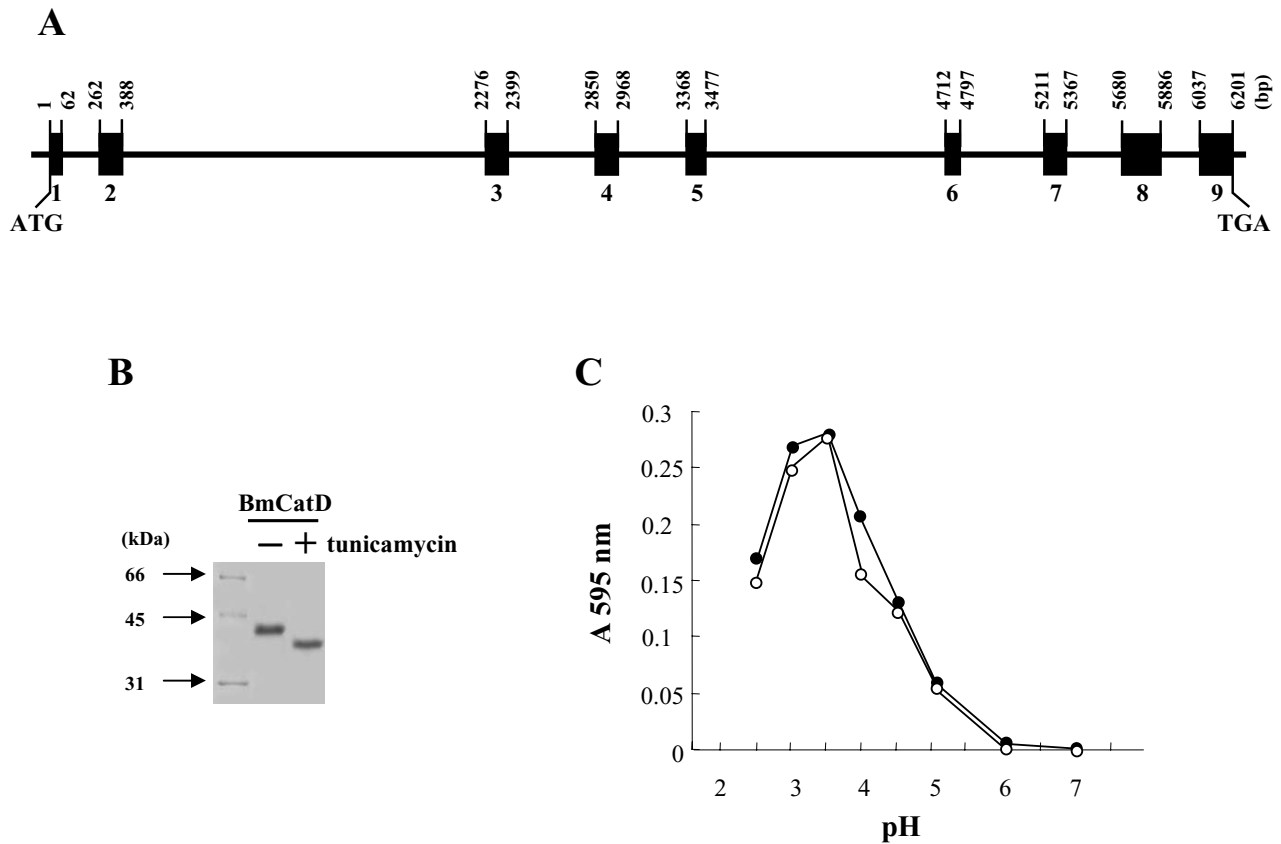 A
1 62 262 388 2276 2399 2850 2968 3368 3477 4712 4797 5211 5367 5680 5886 6037 6201 (bp)
1 2 3 4 5 6 7 8 9
ATG TGA
B
BmCatD
(kDa) − + tunicamycin
66
45
31
C
0.3
0.25
0.2
0.15
0.1
0.05
0
A 595 nm
2 3 4 5 6 7
pH